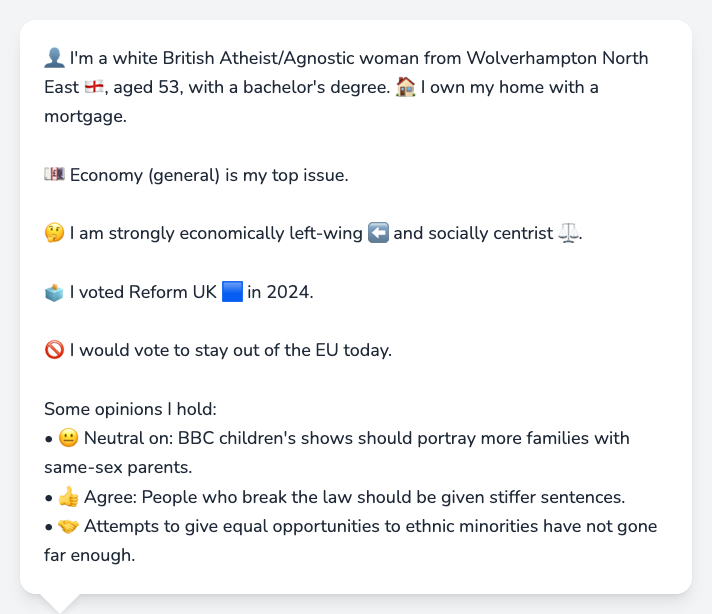 👤 I'm a white British Atheist/Agnostic woman from Wolverhampton North
East 🏴󠁧󠁢󠁥󠁮󠁧󠁿, aged 53, with a bachelor's degree. 🏠 I own my home with a
mortgage.
💷 Economy (general) is my top issue.
🤔 I am strongly economically left-wing ⬅️ and socially centrist ⚖️.
🗳️ I voted Reform UK 🟦 in 2024.
🚫 I would vote to stay out of the EU today.
Some opinions I hold:
• 😐 Neutral on: BBC children's shows should portray more families with
same-sex parents.
• 👍 Agree: People who break the law should be given stiffer sentences.
• 🤝 Attempts to give equal opportunities to ethnic minorities have not gone
far enough.